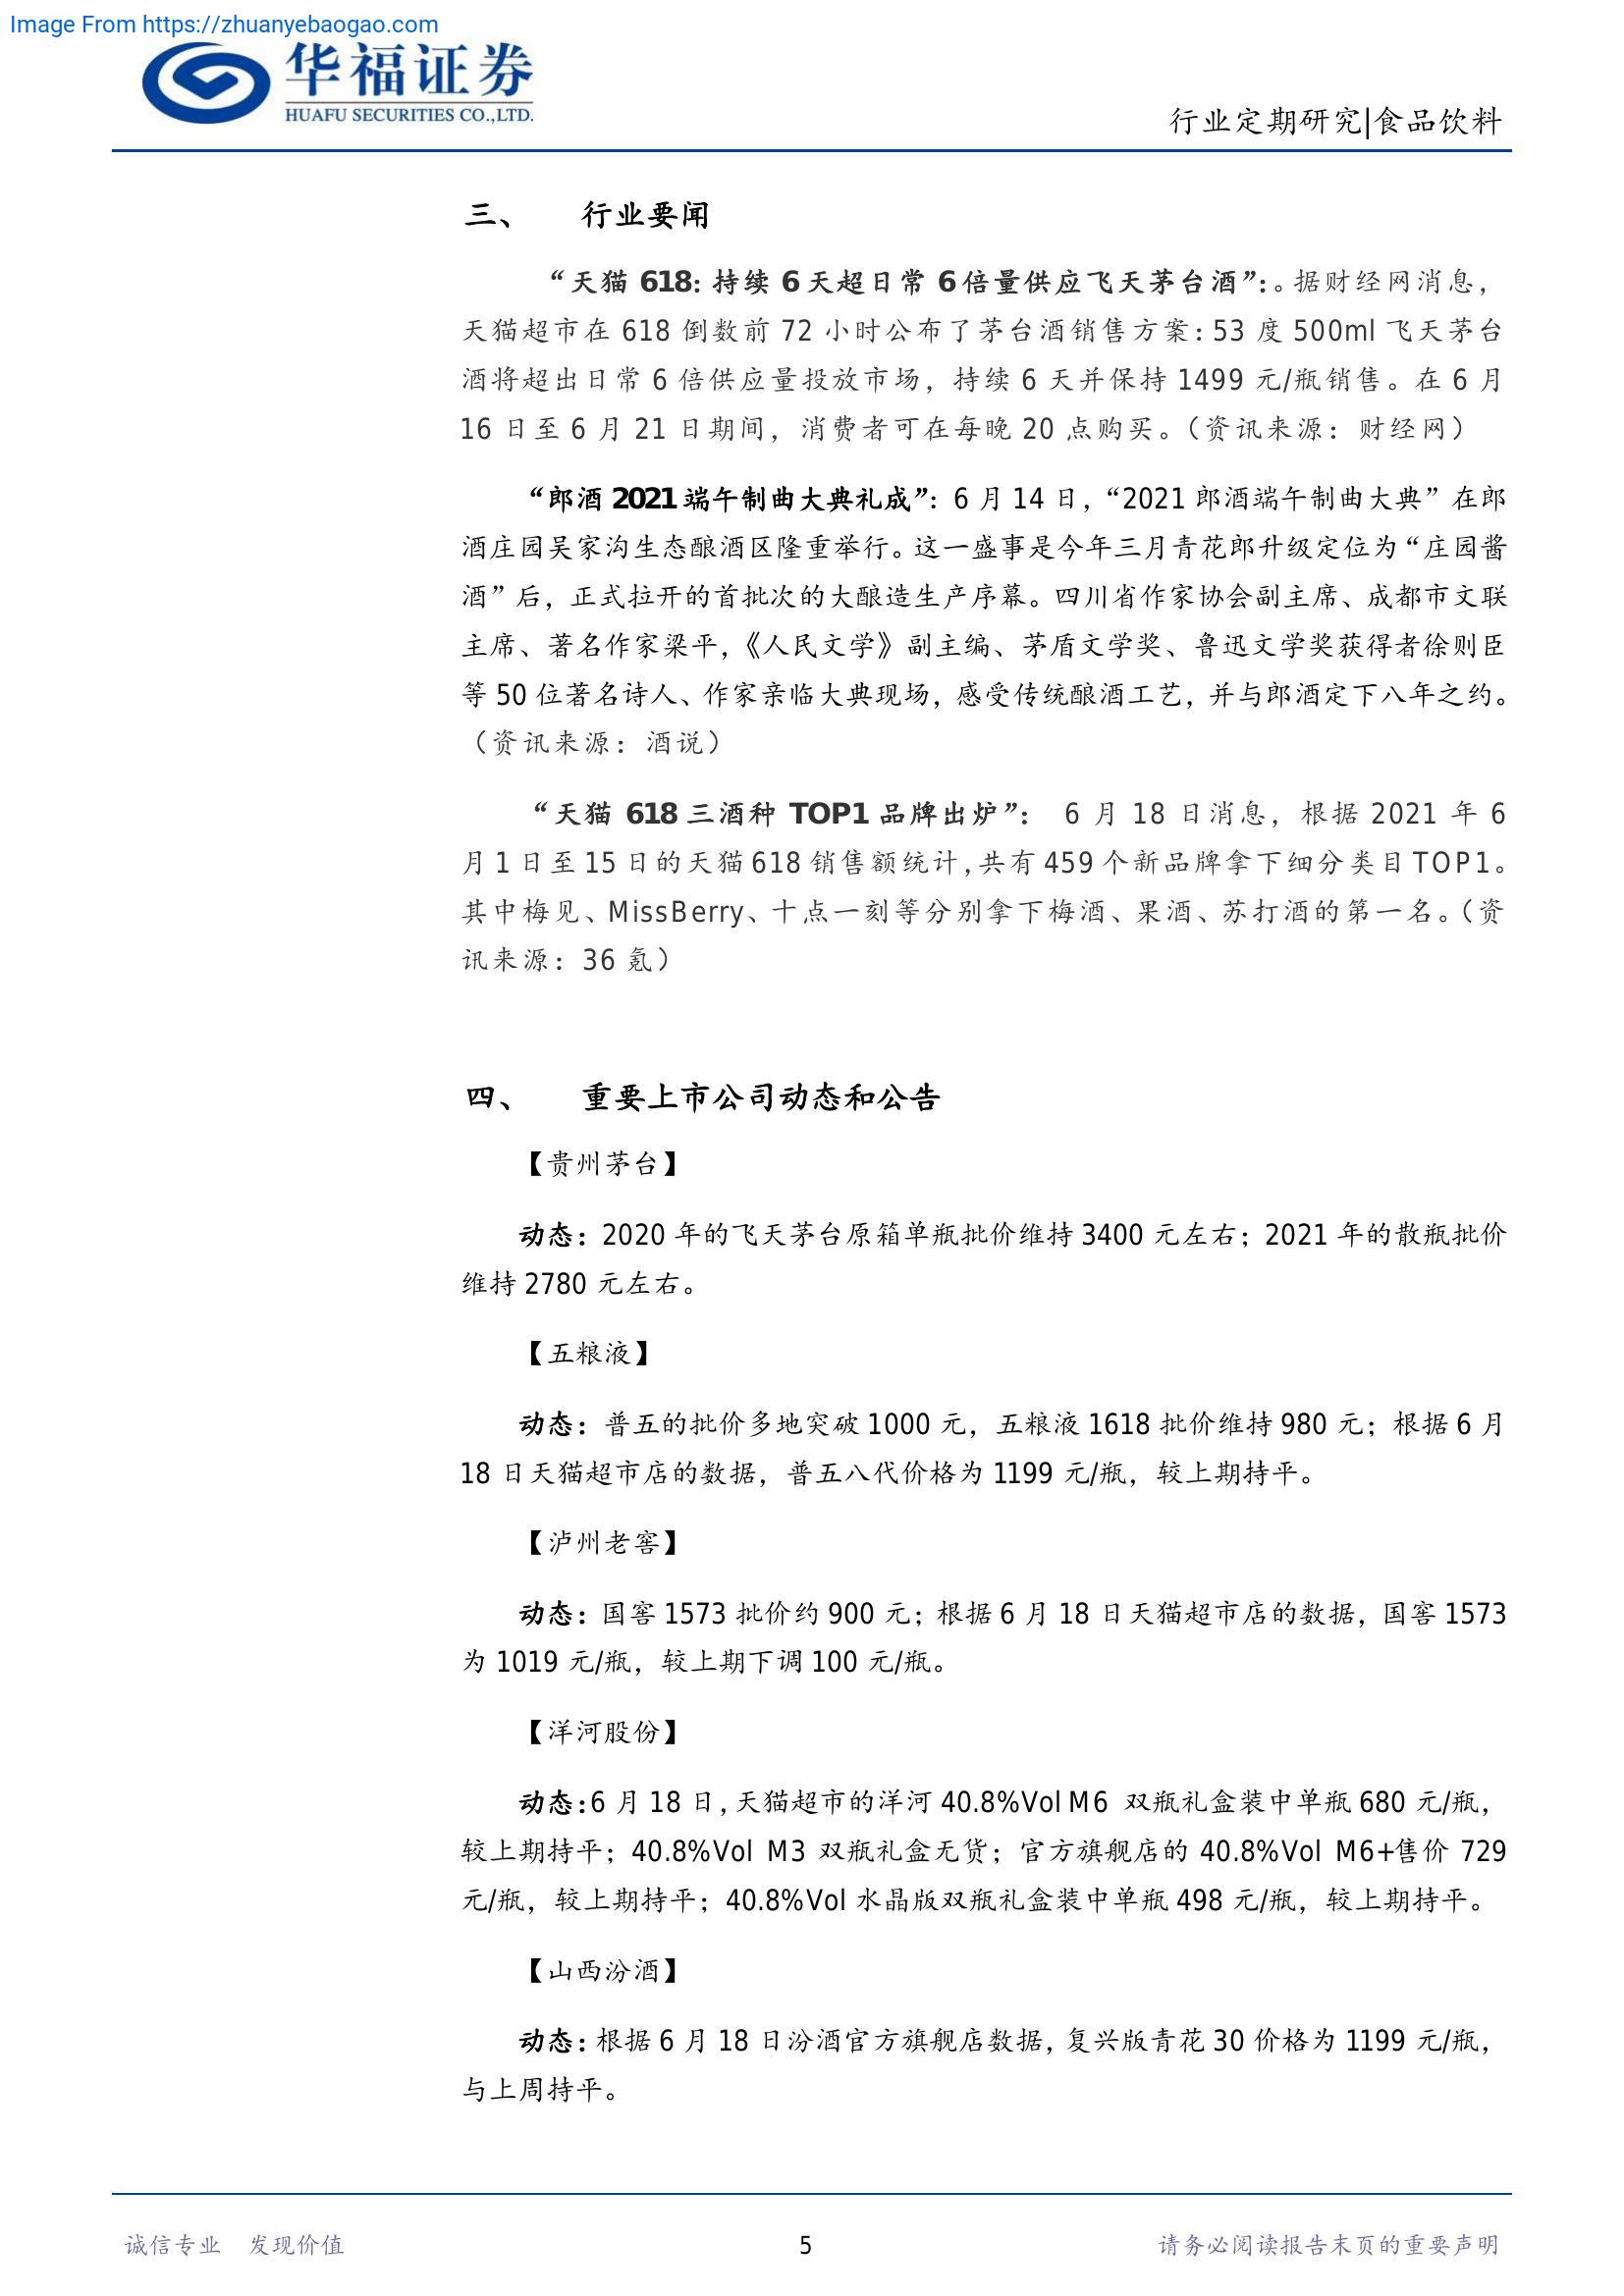 Image From https://zhuanyebaogao.com
华福证券
HUAFU SECURITIES CO.,LTD.
行业定期研究|食品饮料
三、 行业要闻
“天猫 618：持续 6 天超日常 6 倍量供应飞天茅台酒”：。据财经网消息，
天猫超市在 618 倒数前 72 小时公布了茅台酒销售方案：53 度 500ml 飞天茅台
酒将超出日常 6 倍供应量投放市场，持续 6 天并保持 1499 元/瓶销售。在 6 月
16 日至 6 月 21 日期间，消费者可在每晚 20 点购买。（资讯来源：财经网）
“郎酒 2021 端午制曲大典礼成”：6 月 14 日，“2021 郎酒端午制曲大典”在郎
酒庄园吴家沟生态酿酒区隆重举行。这一盛事是今年三月青花郎升级定位为“庄园酱
酒”后，正式拉开的首批次的大酿造生产序幕。四川省作家协会副主席、成都市文联
主席、著名作家梁平，《人民文学》副主编、茅盾文学奖、鲁迅文学奖获得者徐则臣
等 50 位著名诗人、作家亲临大典现场，感受传统酿酒工艺，并与郎酒定下八年之约。
（资讯来源：酒说）
“天猫 618 三酒种 TOP1 品牌出炉”： 6 月 18 日消息，根据 2021 年 6
月 1 日至 15 日的天猫 618 销售额统计，共有 459 个新品牌拿下细分类目 TOP1。
其中梅见、MissBerry、十点一刻等分别拿下梅酒、果酒、苏打酒的第一名。（资
讯来源：36 氪）
四、 重要上市公司动态和公告
【贵州茅台】
动态：2020 年的飞天茅台原箱单瓶批价维持 3400 元左右；2021 年的散瓶批价
维持 2780 元左右。
【五粮液】
动态：普五的批价多地突破 1000 元，五粮液 1618 批价维持 980 元；根据 6 月
18 日天猫超市店的数据，普五八代价格为 1199 元/瓶，较上期持平。
【泸州老窖】
动态：国窖 1573 批价约 900 元；根据 6 月 18 日天猫超市店的数据，国窖 1573
为 1019 元/瓶，较上期下调 100 元/瓶。
【洋河股份】
动态：6 月 18 日，天猫超市的洋河 40.8%Vol M6 双瓶礼盒装中单瓶 680 元/瓶，
较上期持平；40.8%Vol M3 双瓶礼盒无货；官方旗舰店的 40.8%Vol M6+售价 729
元/瓶，较上期持平；40.8%Vol 水晶版双瓶礼盒装中单瓶 498 元/瓶，较上期持平。
【山西汾酒】
动态：根据 6 月 18 日汾酒官方旗舰店数据，复兴版青花 30 价格为 1199 元/瓶，
与上周持平。
诚信专业 发现价值 5 请务必阅读报告末页的重要声明